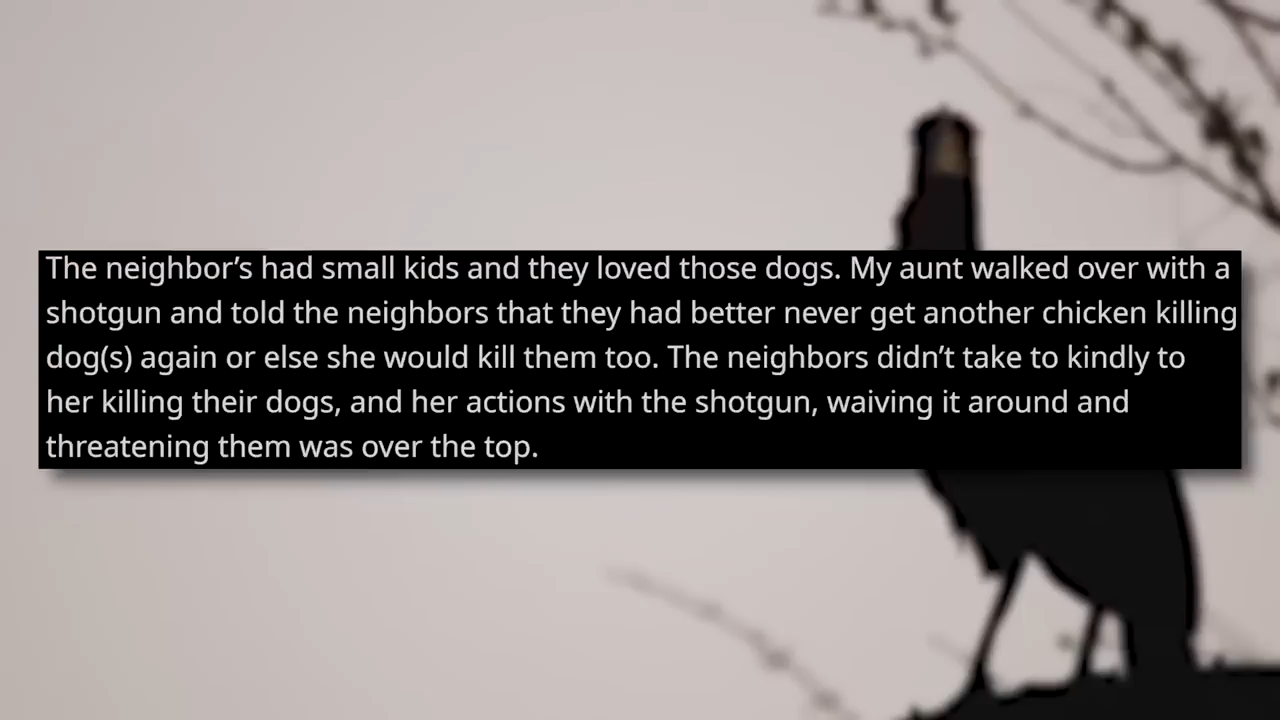 The neighbor’s had small kids and they loved those dogs. My aunt walked over with a
shotgun and told the neighbors that they had better never get another chicken killing
dog(s) again or else she would kill them too. The neighbors didn’t take to kindly to
her killing their dogs, and her actions with the shotgun, waiving it around and
threatening them was over the top.